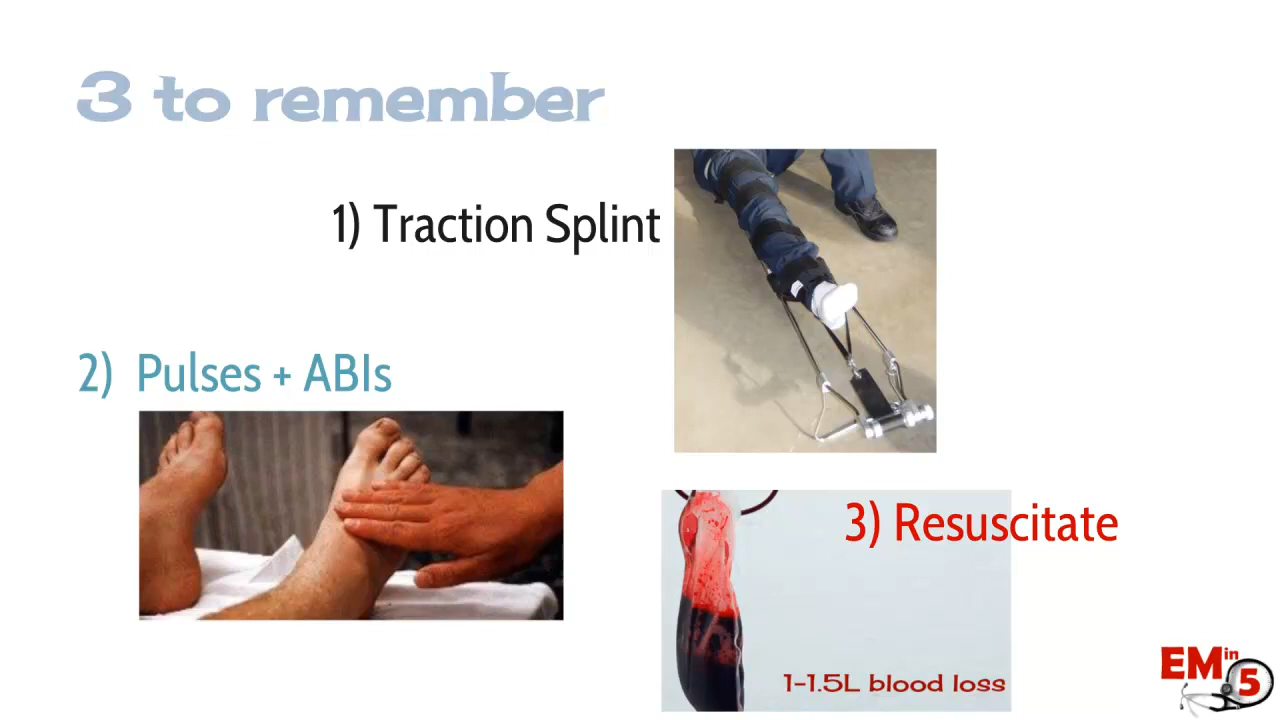 3 to remember
1) Traction Splint
2) Pulses + ABIs
3) Resuscitate
1-1.5L blood loss
EM in 5